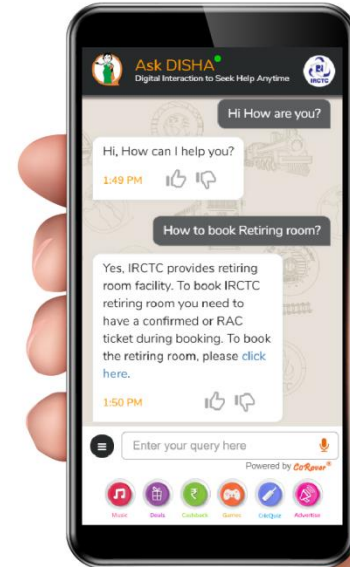 Ask DISHA
Digital Interaction to Seek Help Anytime
IRCTC
Hi How are you?
Hi, How can I help you?
1:49 PM
How to book Retiring room?
Yes, IRCTC provides retiring
room facility. To book IRCTC
retiring room you need to
have a confirmed or RAC
ticket during booking. To book
the retiring room, please click
here.
1:50 PM
Enter your query here
Powered by CoRover®
Music Deals Cashback Games CricQuiz Advertise